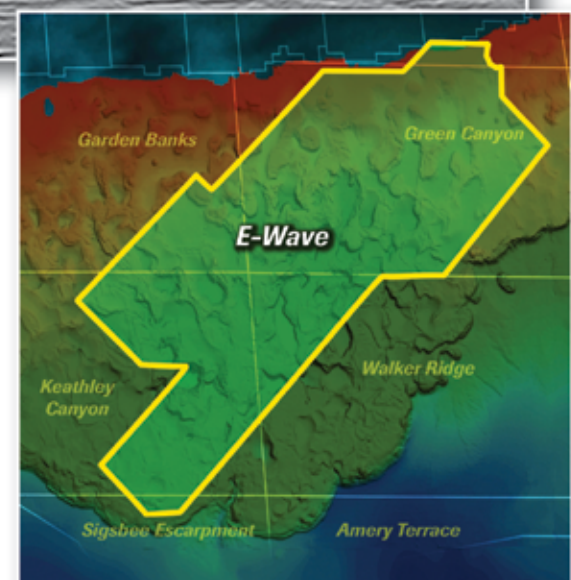 Garden Banks
Green Canyon
E-Wave
Walker Ridge
Keathley
Canyon
Sigsbee Escarpment
Amery Terrace